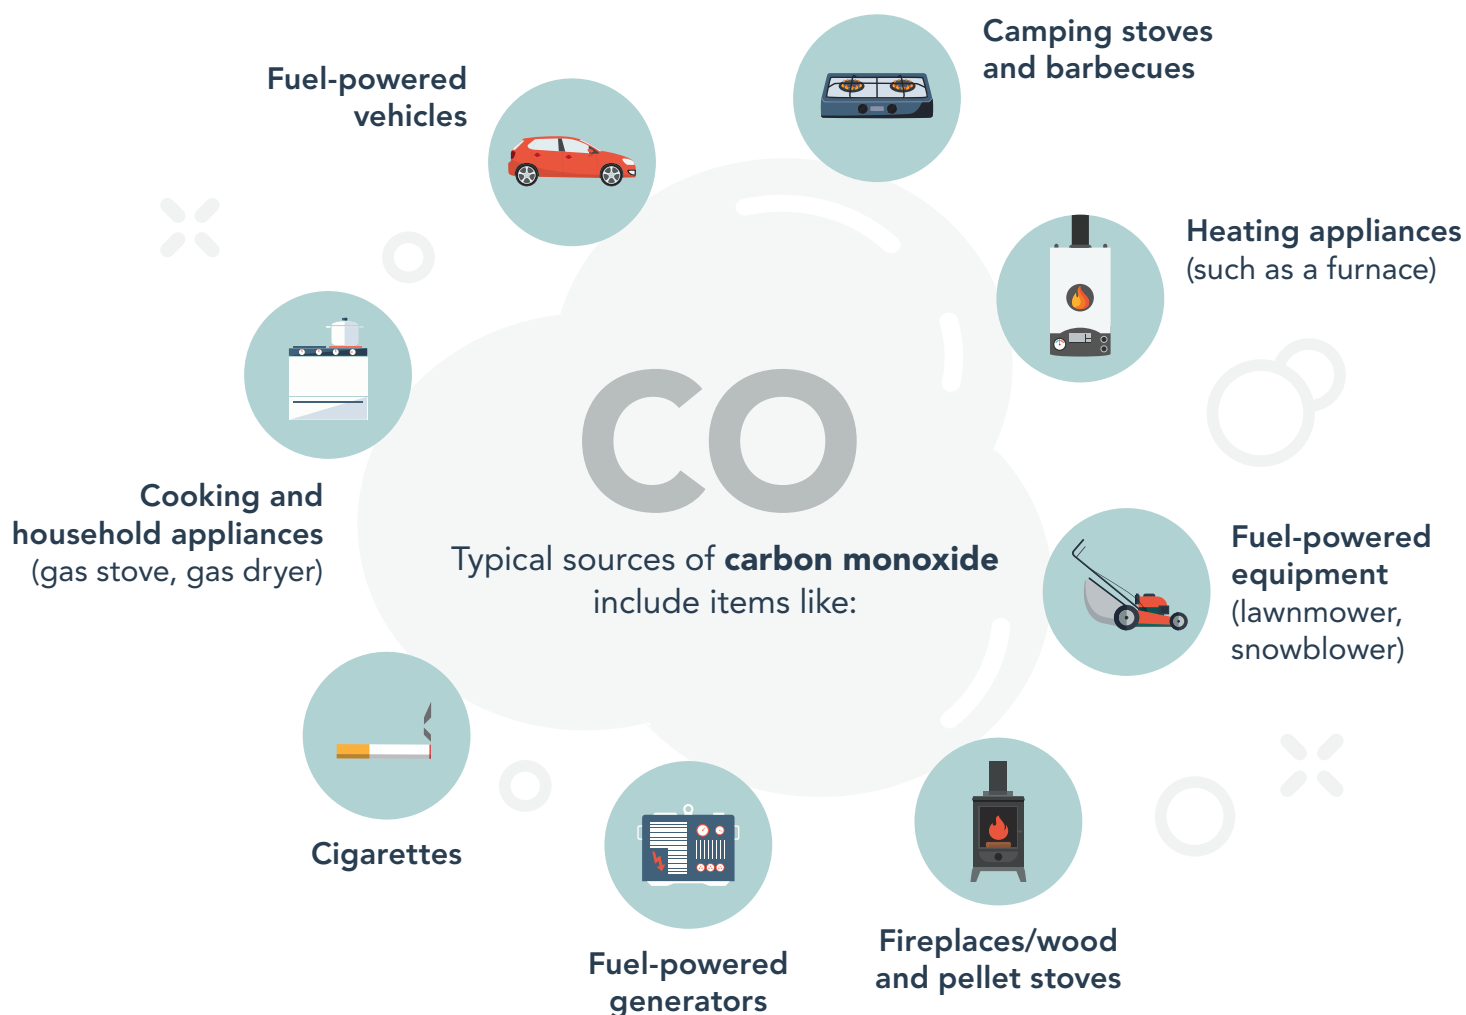 CO
Typical sources of carbon monoxide
include items like:
Camping stoves
and barbecues
Heating appliances
(such as a furnace)
Fuel-powered
equipment
(lawnmower,
snowblower)
Fireplaces/wood
and pellet stoves
Fuel-powered
generators
Cigarettes
Cooking and
household appliances
(gas stove, gas dryer)
Fuel-powered
vehicles